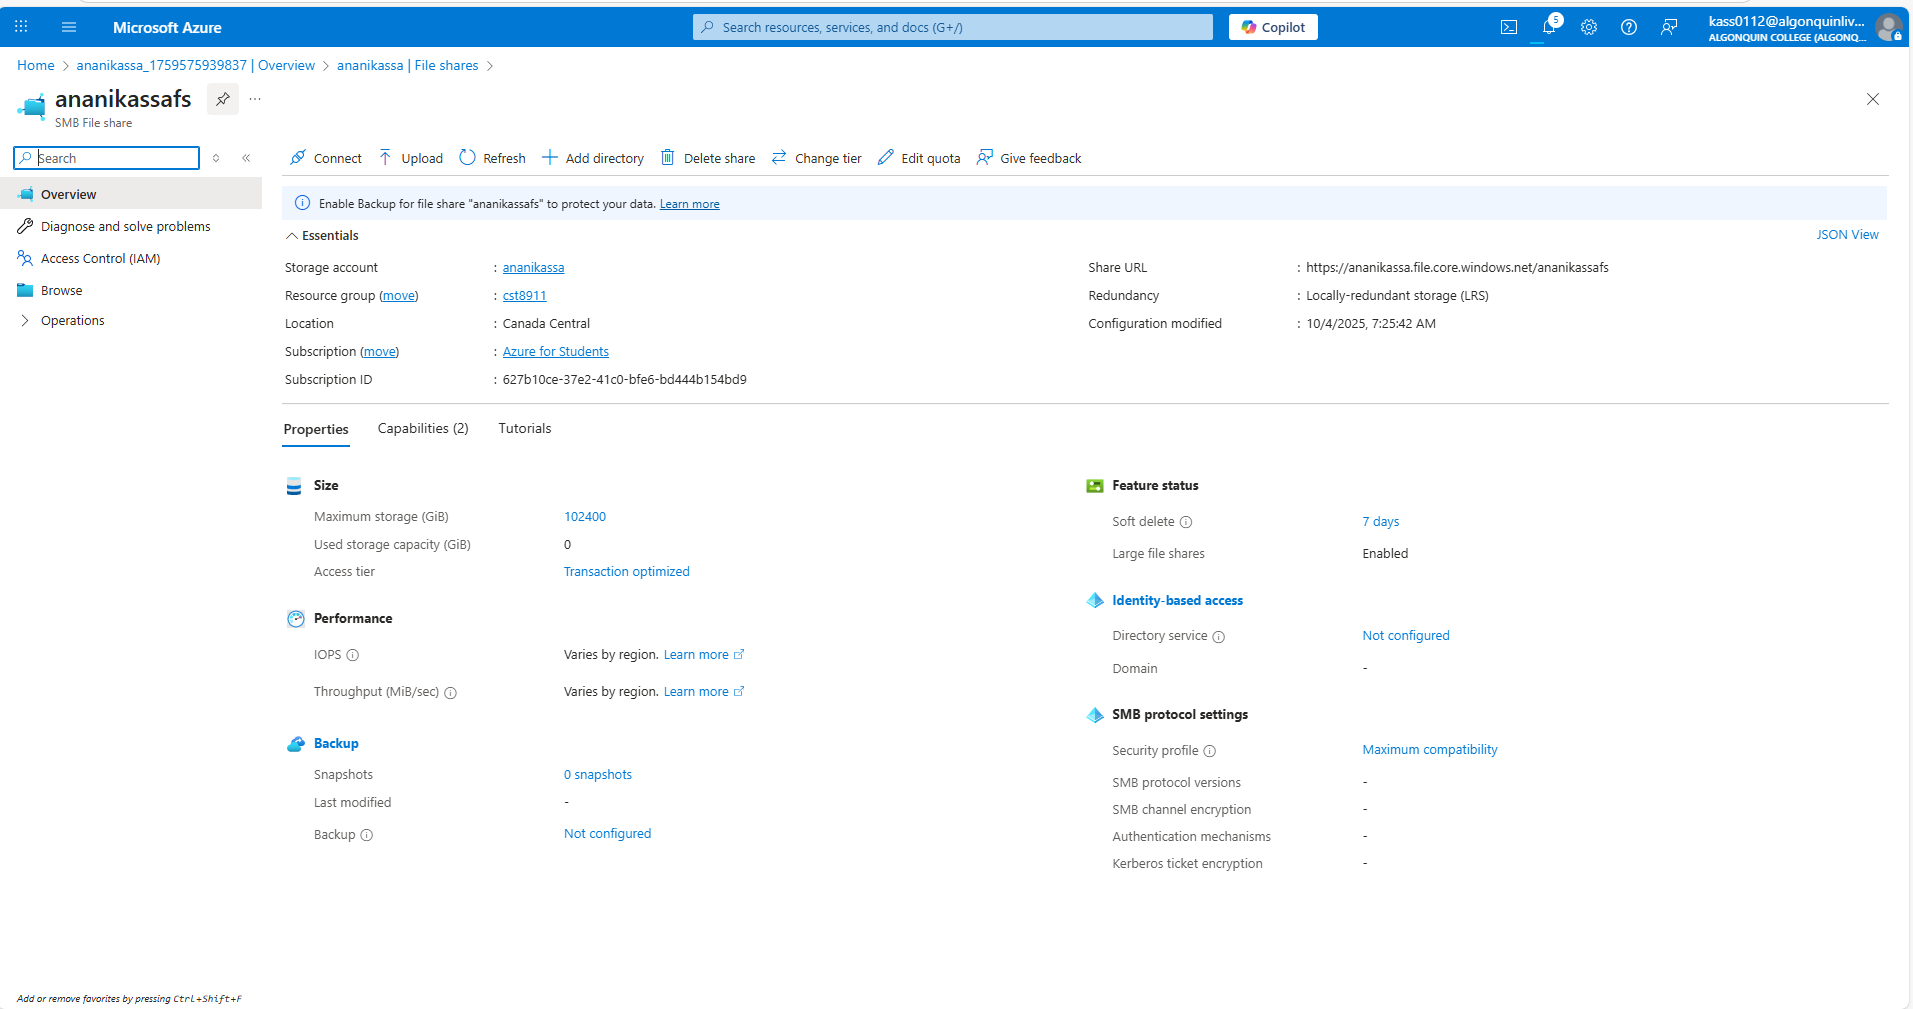 Microsoft Azure
Search resources, services, and docs (G+/)
Copilot
5
kass0112@algonquinliv...
ALGONQUIN COLLEGE (ALGONQ...
Home > ananikassa_1759575939837 | Overview > ananikassa | File shares >
ananikassafs
...
SMB File share
Search
Overview
Diagnose and solve problems
Access Control (IAM)
Browse
Operations
Connect Upload Refresh Add directory Delete share Change tier Edit quota Give feedback
Enable Backup for file share "ananikassafs" to protect your data. Learn more
Essentials
JSON View
Storage account : ananikassa
Resource group (move) : cst8911
Location : Canada Central
Subscription (move) : Azure for Students
Subscription ID : 627b10ce-37e2-41c0-bfe6-bd444b154bd9
Share URL : https://ananikassa.file.core.windows.net/ananikassafs
Redundancy : Locally-redundant storage (LRS)
Configuration modified : 10/4/2025, 7:25:42 AM
Properties Capabilities (2) Tutorials
Size
Maximum storage (GiB) 102400
Used storage capacity (GiB) 0
Access tier Transaction optimized
Performance
IOPS Varies by region. Learn more
Throughput (MiB/sec) Varies by region. Learn more
Backup
Snapshots 0 snapshots
Last modified -
Backup Not configured
Feature status
Soft delete 7 days
Large file shares Enabled
Identity-based access
Directory service Not configured
Domain -
SMB protocol settings
Security profile Maximum compatibility
SMB protocol versions -
SMB channel encryption -
Authentication mechanisms -
Kerberos ticket encryption -
Add or remove favorites by pressing Ctrl+Shift+F